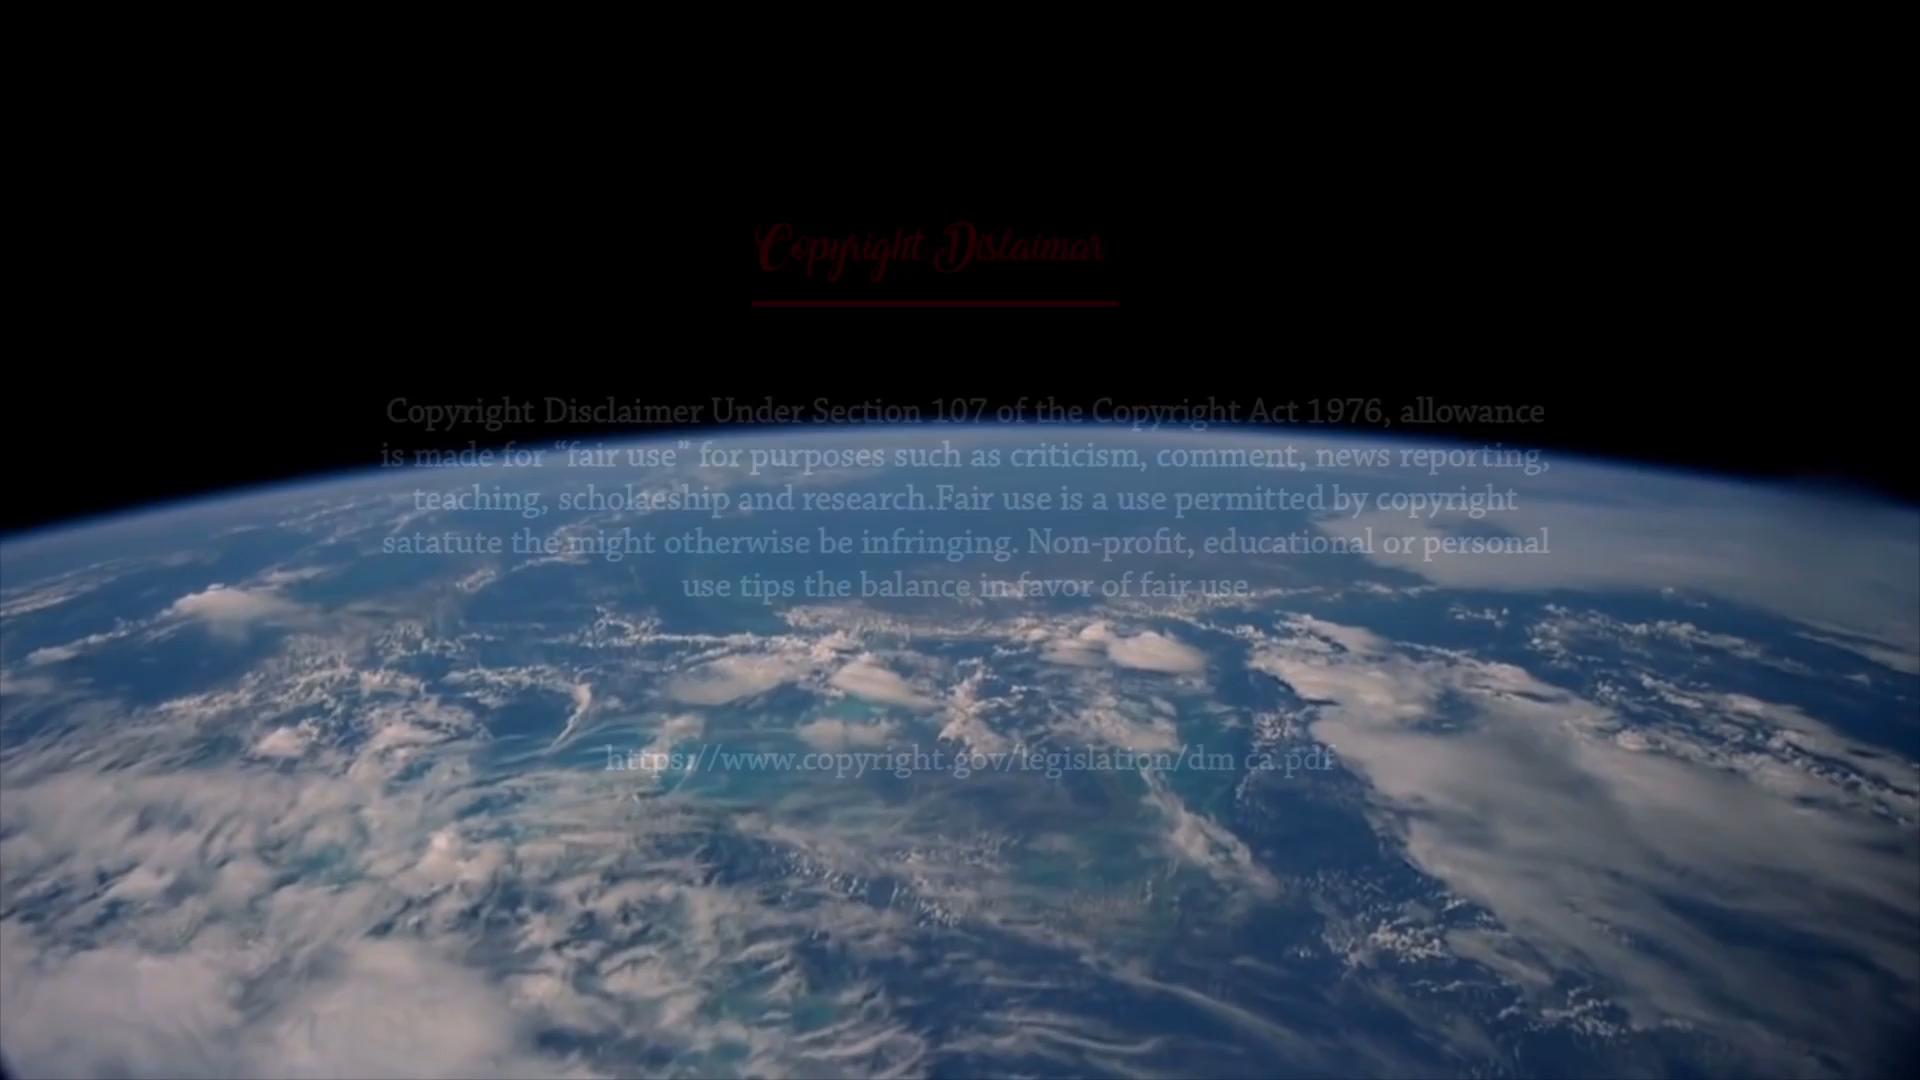 Copyright Dislaimar
Copyright Disclaimer Under Section 107 of the Copyright Act 1976, allowance
is made for “fair use” for purposes such as criticism, comment, news reporting,
teaching, scholaeship and research.Fair use is a use permitted by copyright
satatute the might otherwise be infringing. Non-profit, educational or personal
use tips the balance in favor of fair use.
https://www.copyright.gov/legislation/dm ca.pdf